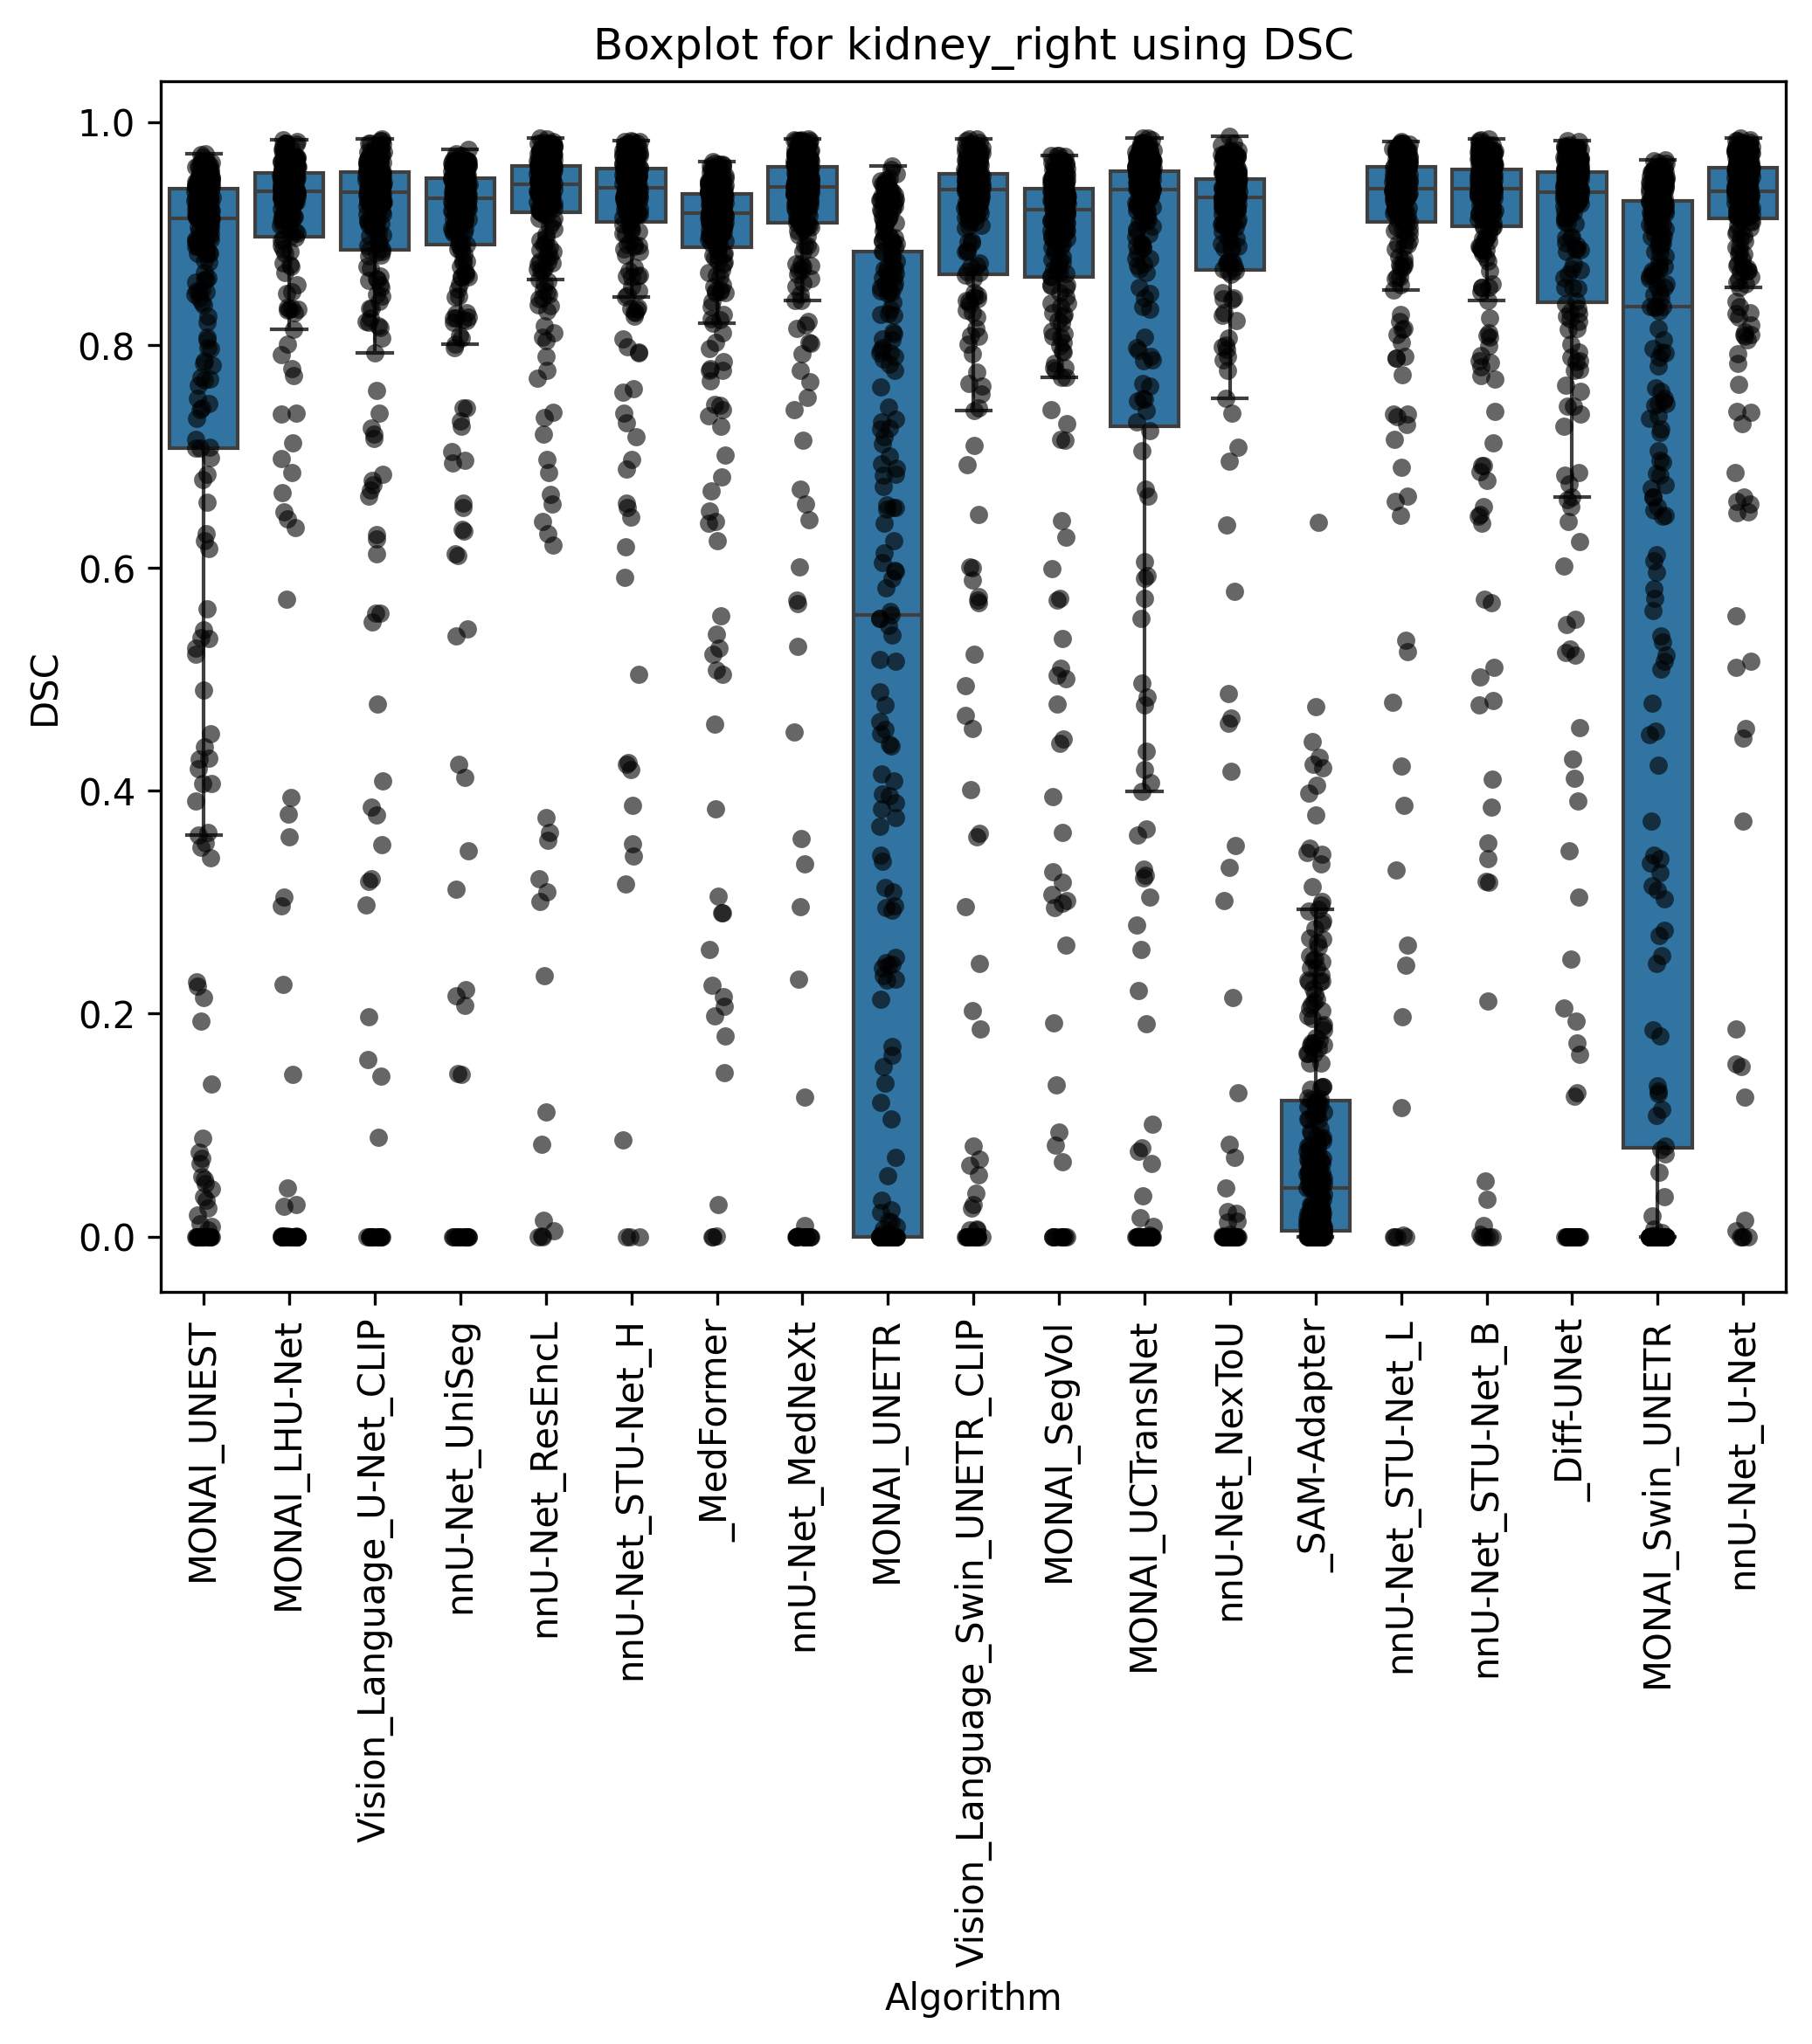 Boxplot for kidney_right using DSC
1.0
0.8
0.6
0.4
0.2
0.0
DSC
MONAI_UNEST
MONAI_LHU-Net
Vision_Language_U-Net_CLIP
nnU-Net_UniSeg
nnU-Net_ResEncL
nnU-Net_STU-Net_H
_MedFormer
nnU-Net_MedNeXt
MONAI_UNETR
Vision_Language_Swin_UNETR_CLIP
MONAI_SegVol
MONAI_UCTransNet
nnU-Net_NexToU
_SAM-Adapter
nnU-Net_STU-Net_L
nnU-Net_STU-Net_B
_Diff-UNet
MONAI_Swin_UNETR
nnU-Net_U-Net
Algorithm